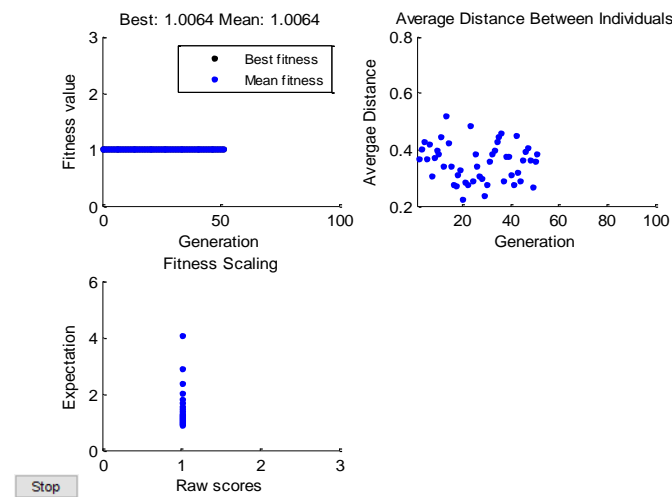 Best: 1.0064 Mean: 1.0064
3
2
1
0
Fitness value
Best fitness
Mean fitness
0 50 100
Generation
Average Distance Between Individuals
0.8
0.6
0.4
0.2
Avergae Distance
20 40 60 80 100
Generation
Fitness Scaling
6
4
2
0
Expectation
0 1 2 3
Raw scores
Stop